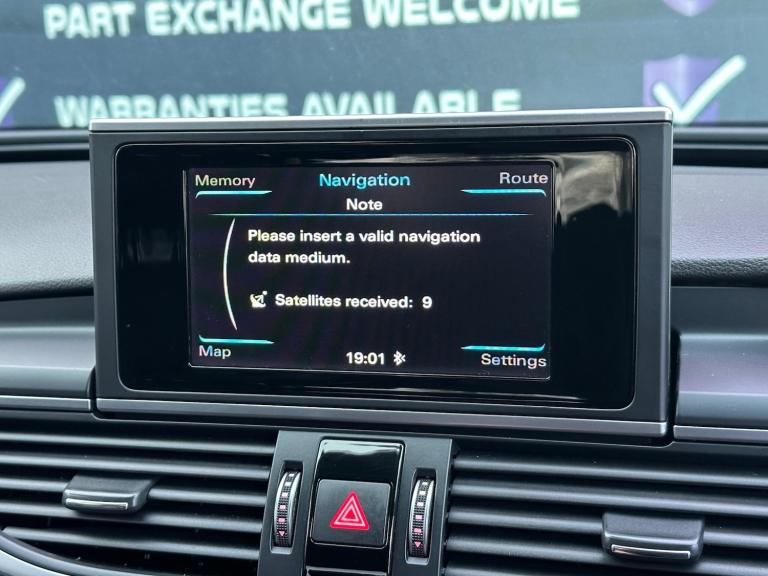 PART EXCHANGE WELCOME
WARRANTIES AVAILABLE
Memory Navigation Route
Note
Please insert a valid navigation
data medium.
Satellites received: 9
Map 19:01 Settings